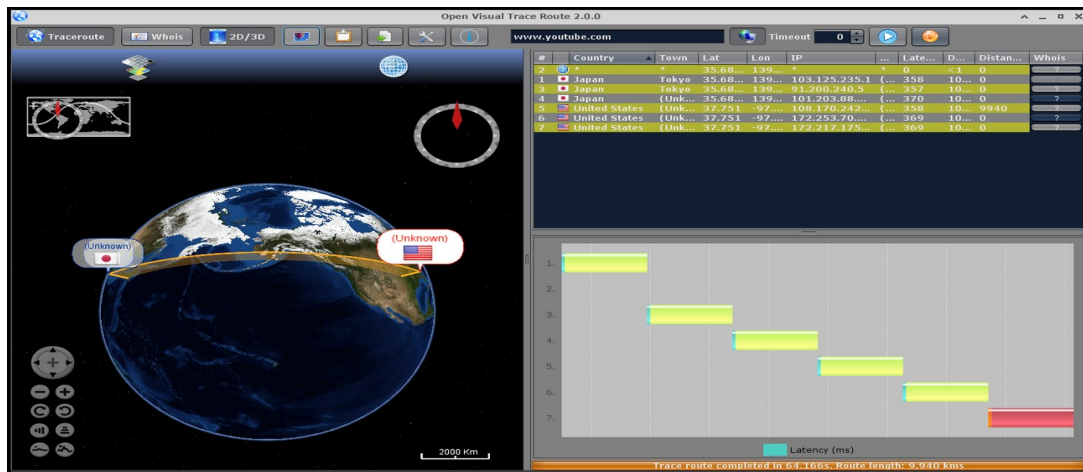 Open Visual Trace Route 2.0.0
Traceroute Whois 2D/3D www.youtube.com Timeout 0
# Country Town Lat Lon IP ... Late... D... Distan... Whois
2 * * 35.68... 139... * * 0 <1 0 ?
1 Japan Tokyo 35.68... 139... 103.125.235.1 (... 358 10... 0
3 Japan Tokyo 35.68... 139... 91.200.240.5 (... 357 10... 0 ?
4 Japan (Unk... 35.68... 139... 101.203.88.... (... 370 10... 0 ?
5 United States (Unk... 37.751 -97.... 108.170.242... (... 358 10... 9940 ?
6 United States (Unk... 37.751 -97.... 172.253.70.... (... 369 10... 0 ?
7 United States (Unk... 37.751 -97.... 172.217.175... (... 369 10... 0 ?
(Unknown)
(Unknown)
2000 Km
1.
2.
3.
4.
5.
6.
7.
Latency (ms)
Trace route completed in 64.166s. Route length: 9,940 kms